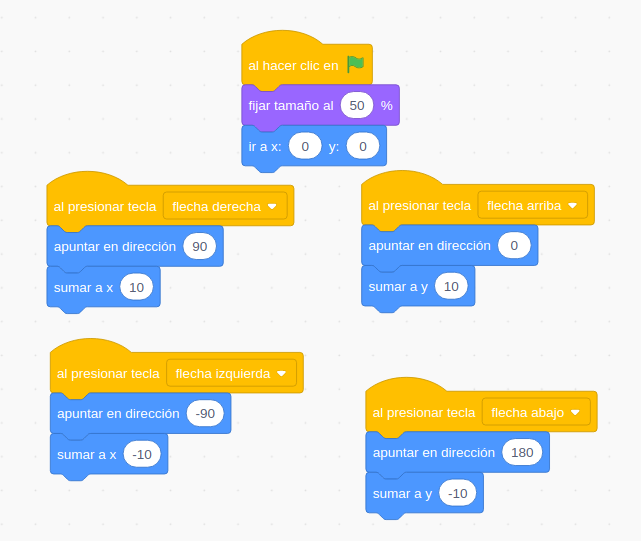 al hacer clic en
fijar tamaño al 50 %
ir a x: 0 y: 0
al presionar tecla flecha derecha
apuntar en dirección 90
sumar a x 10
al presionar tecla flecha arriba
apuntar en dirección 0
sumar a y 10
al presionar tecla flecha izquierda
apuntar en dirección -90
sumar a x -10
al presionar tecla flecha abajo
apuntar en dirección 180
sumar a y -10